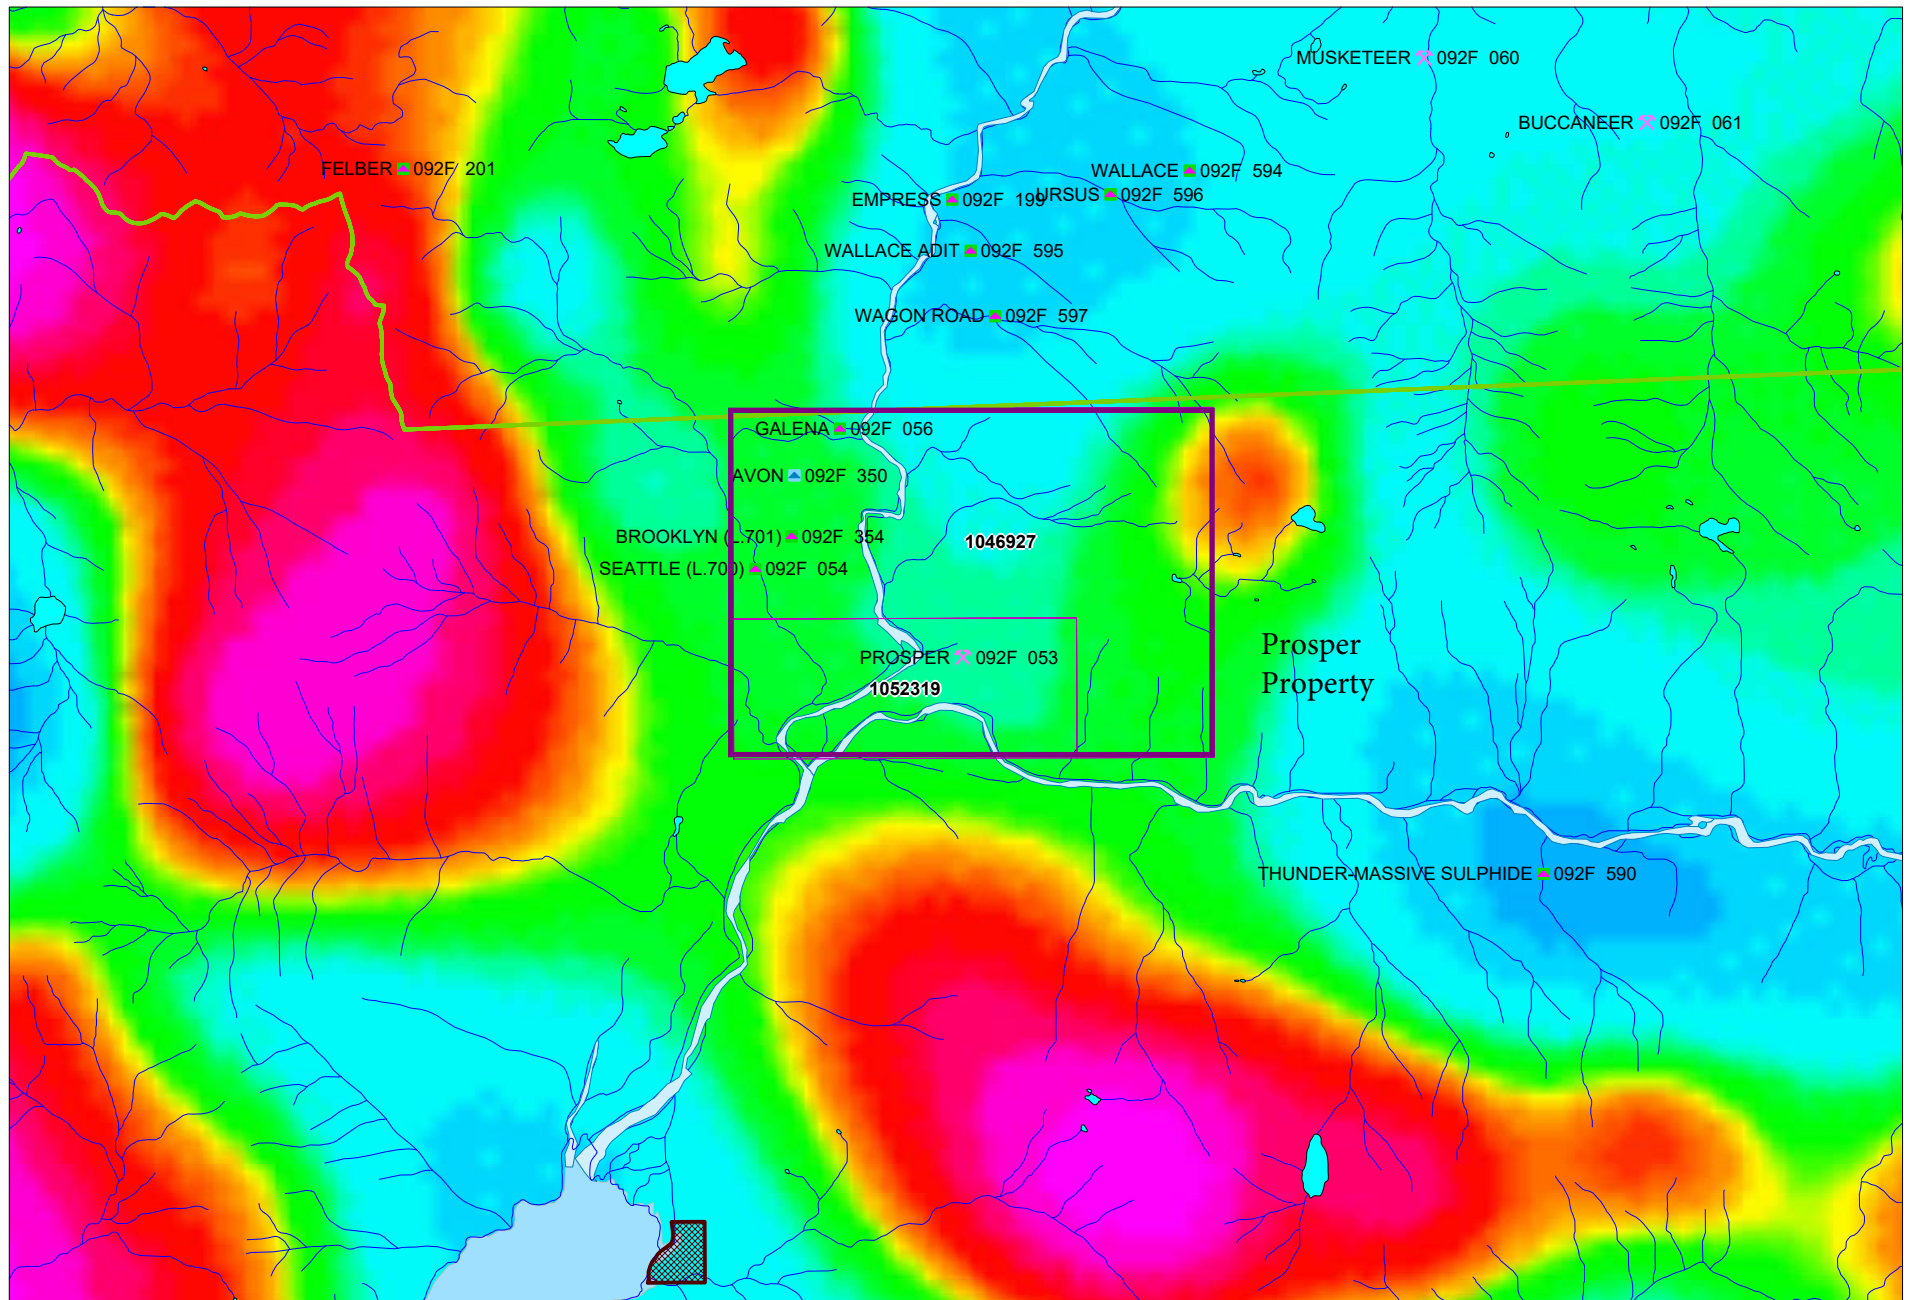 MUSKETEER 092F 060
BUCCANEER 092F 061
FELBER 092F 201
WALLACE 092F 594
EMPRESS 092F 199
URSUS 092F 596
WALLACE ADIT 092F 595
WAGON ROAD 092F 597
GALENA 092F 056
AVON 092F 350
BROOKLYN (L.701) 092F 354
1046927
SEATTLE (L.700) 092F 054
Prosper
Property
PROSPER 092F 053
1052319
THUNDER-MASSIVE SULPHIDE 092F 590